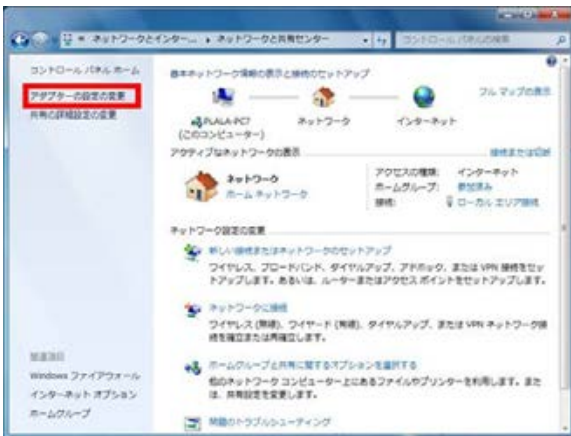 ネットワークとインター... ネットワークと共有センター
コントロール パネルの検索
コントロール パネル ホーム
アダプターの設定の変更
共有の詳細設定の変更
基本ネットワーク情報の表示と接続のセットアップ
フル マップの表示
PLALA-PC7
(このコンピューター)
ネットワーク
インターネット
アクティブなネットワークの表示
接続または切断
ネットワーク
ホーム ネットワーク
アクセスの種類: インターネット
ホームグループ: 参加済み
接続: ローカル エリア接続
ネットワーク設定の変更
新しい接続またはネットワークのセットアップ
ワイヤレス、ブロードバンド、ダイヤルアップ、アドホック、または VPN 接続をセッ
トアップします。あるいは、ルーターまたはアクセス ポイントをセットアップします。
ネットワークに接続
ワイヤレス (無線)、ワイヤード (有線)、ダイヤルアップ、または VPN ネットワーク接
続を確立または再確立します。
ホームグループと共有に関するオプションを選択する
他のネットワーク コンピューター上にあるファイルやプリンターを利用します。また
は、共有設定を変更します。
問題のトラブルシューティング
関連項目
Windows ファイアウォール
インターネット オプション
ホームグループ